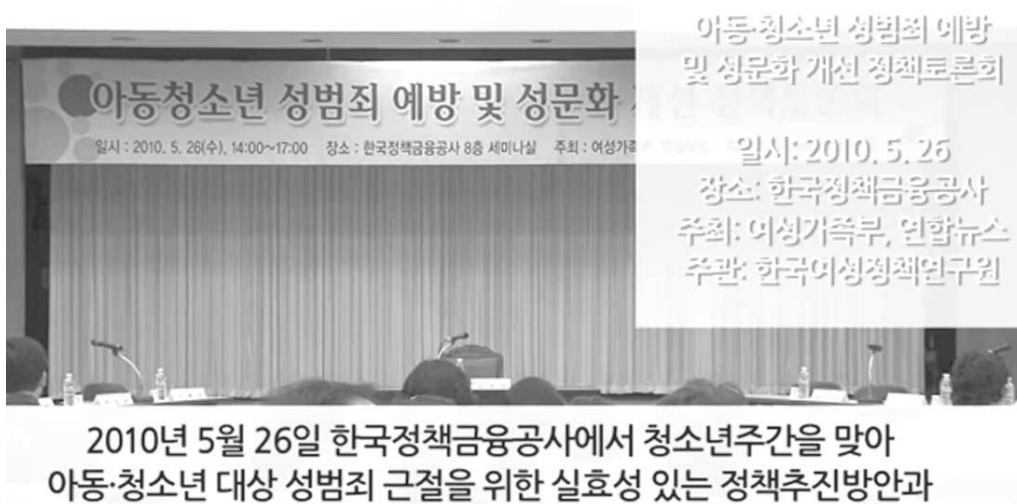 아동·청소년 성범죄 예방
및 성문화 개선 정책토론회
일시: 2010. 5. 26
장소: 한국정책금융공사
주최: 여성가족부, 연합뉴스
주관: 한국여성정책연구원
아동청소년 성범죄 예방 및 성문화 개선 정책토론회
일시 : 2010. 5. 26(수), 14:00~17:00 장소 : 한국정책금융공사 8층 세미나실 주최 : 여성가족
2010년 5월 26일 한국정책금융공사에서 청소년주간을 맞아
아동·청소년 대상 성범죄 근절을 위한 실효성 있는 정책추진방안과